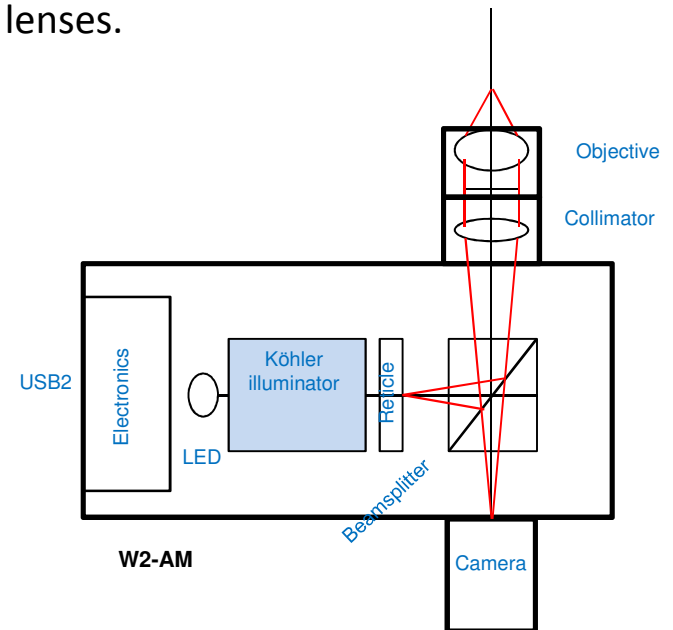 lenses.
Objective
Collimator
Köhler
illuminator
Reticle
USB2
Electronics
LED
Beamsplitter
W2-AM
Camera